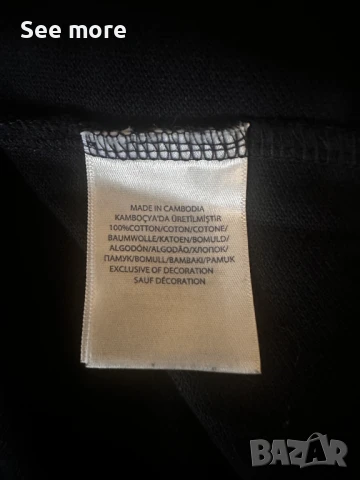 See more
MADE IN CAMBODIA
KAMBOÇYA'DA ÜRETİLMİŞTİR
100%COTTON/COTON/COTONE/
BAUMWOLLE/KATOEN/BOMULD/
ALGODÓN/ALGODÃO/ХЛОПОК/
ПАМУК/BOMULL/BAMBAKI/PAMUK
EXCLUSIVE OF DECORATION
SAUF DÉCORATION
BAZAR